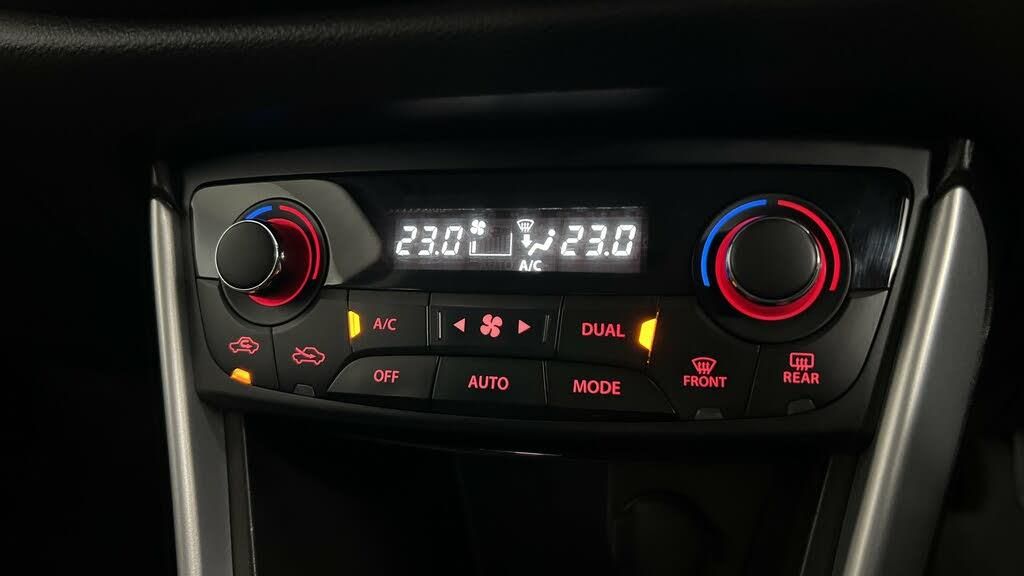 23.0 23.0
A/C
A/C DUAL
OFF AUTO MODE FRONT REAR